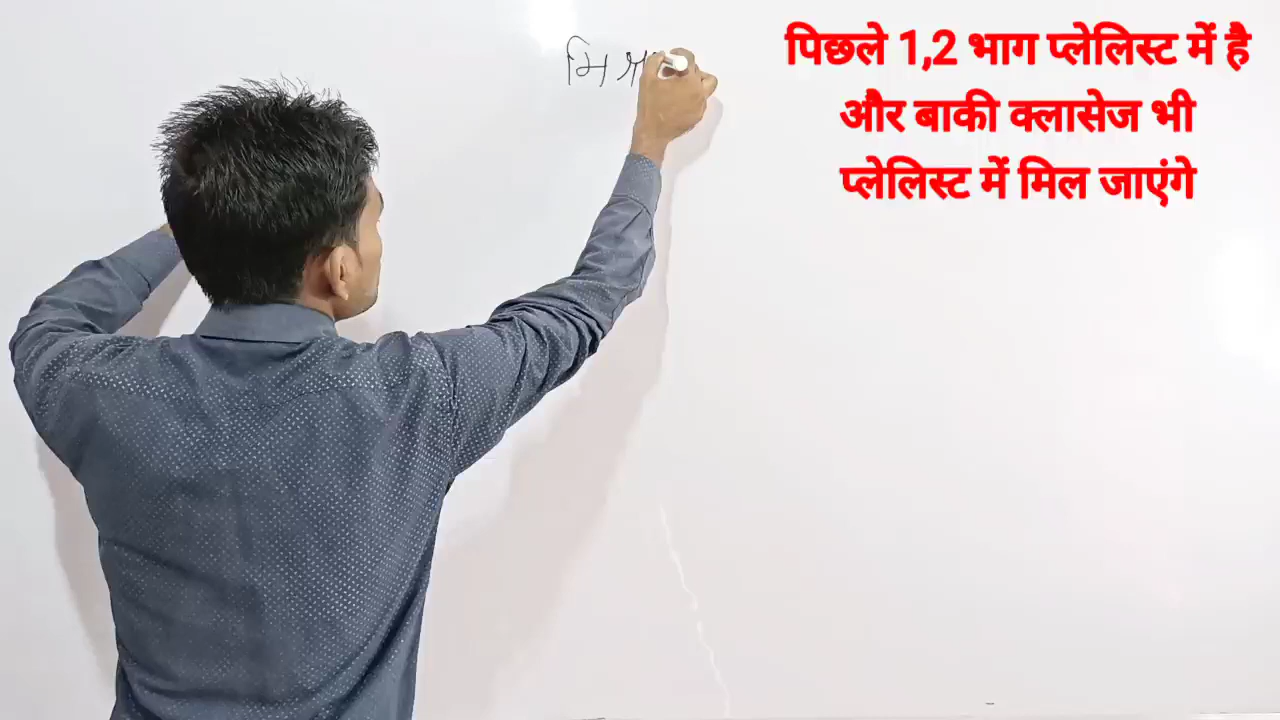 पिछले 1,2 भाग प्लेलिस्ट में है
और बाकी क्लासेज भी
प्लेलिस्ट में मिल जाएंगे